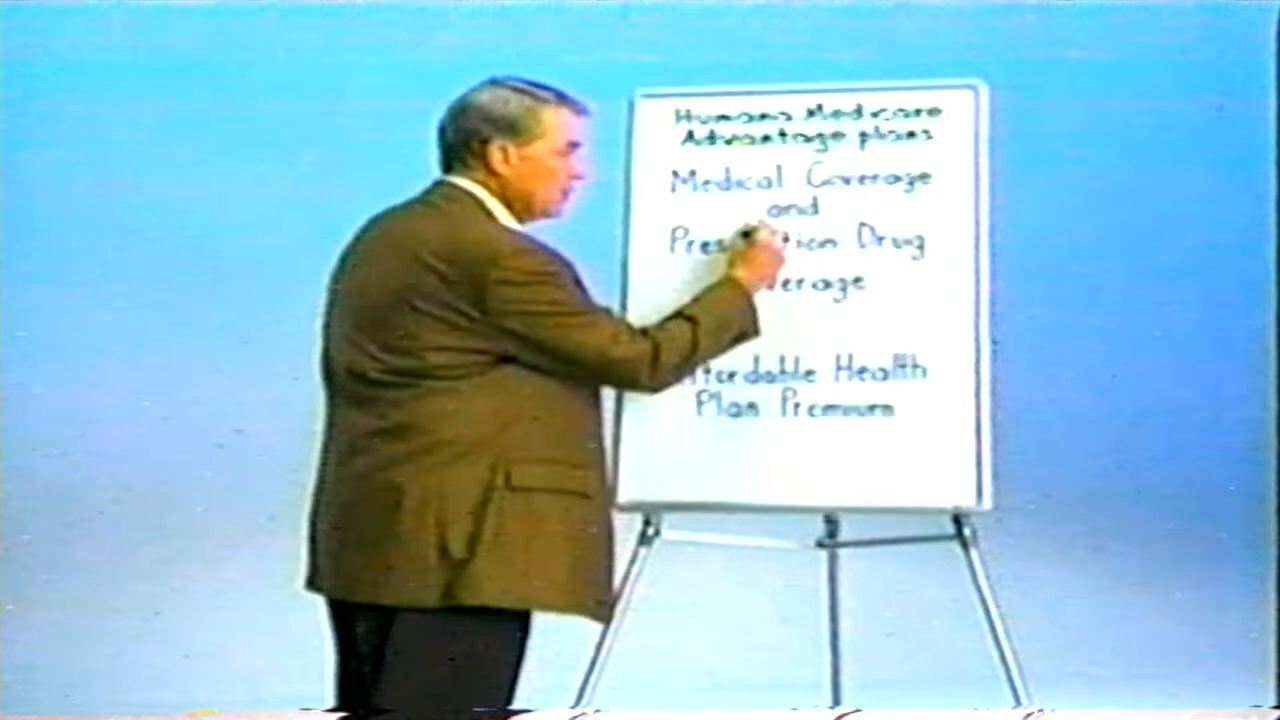 Humana Medicare
Advantage plans
Medical Coverage
and
Drug
Health
Plan Premium